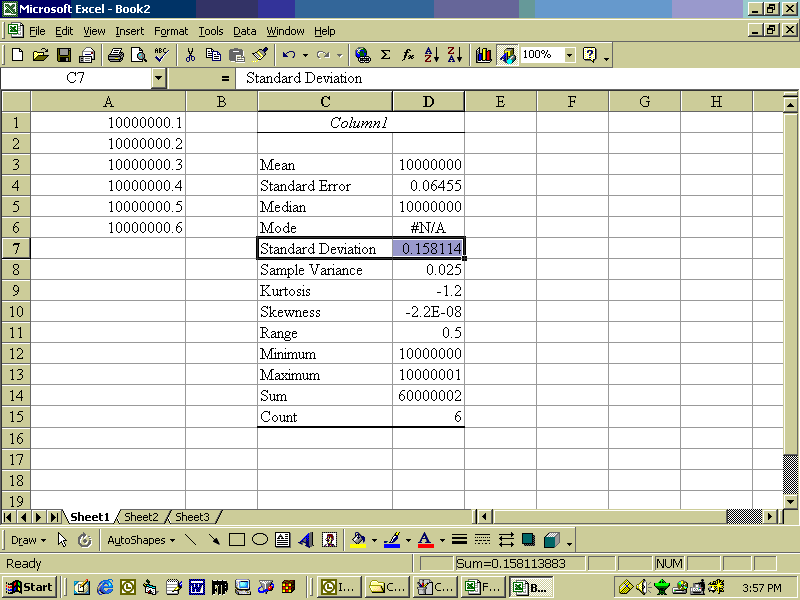 Microsoft Excel - Book2
File Edit View Insert Format Tools Data Window Help
100%
C7 = Standard Deviation
A B C D E F G H
1 10000000.1 Column1
2 10000000.2
3 10000000.3 Mean 10000000
4 10000000.4 Standard Error 0.06455
5 10000000.5 Median 10000000
6 10000000.6 Mode #N/A
7 Standard Deviation 0.158114
8 Sample Variance 0.025
9 Kurtosis -1.2
10 Skewness -2.2E-08
11 Range 0.5
12 Minimum 10000000
13 Maximum 10000001
14 Sum 60000002
15 Count 6
16
17
18
19
Sheet1 Sheet2 Sheet3
Draw AutoShapes
Ready Sum=0.158113883 NUM
Start I... C... C... F... B... 3:57 PM